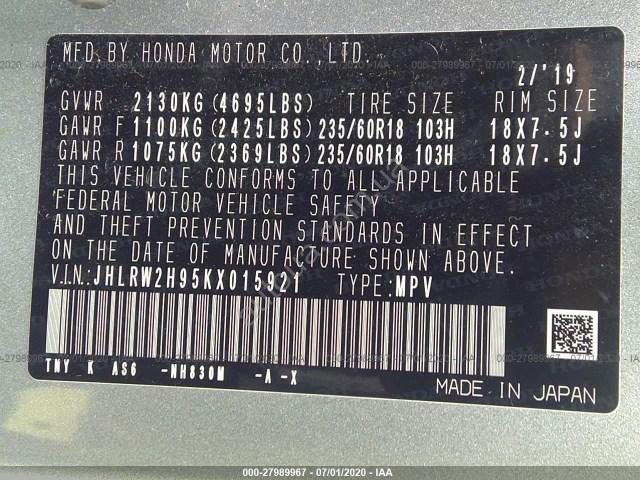 MFD BY HONDA MOTOR CO.,LTD. 2/'19
GVWR 2130KG(4695LBS) TIRE SIZE RIM SIZE
GAWR F 1100KG(2425LBS) 235/60R18 103H 18X7.5J
GAWR R 1075KG(2369LBS) 235/60R18 103H 18X7.5J
THIS VEHICLE CONFORMS TO ALL APPLICABLE
FEDERAL MOTOR VEHICLE SAFETY
AND THEFT PREVENTION STANDARDS IN EFFECT
ON THE DATE OF MANUFACTURE SHOWN ABOVE.
VIN:JHLRW2H95KX015921 TYPE:MPV
TNY K AS6 -NH830M -A -X
MADE IN JAPAN
000-27989967 - 07/01/2020 - IAA